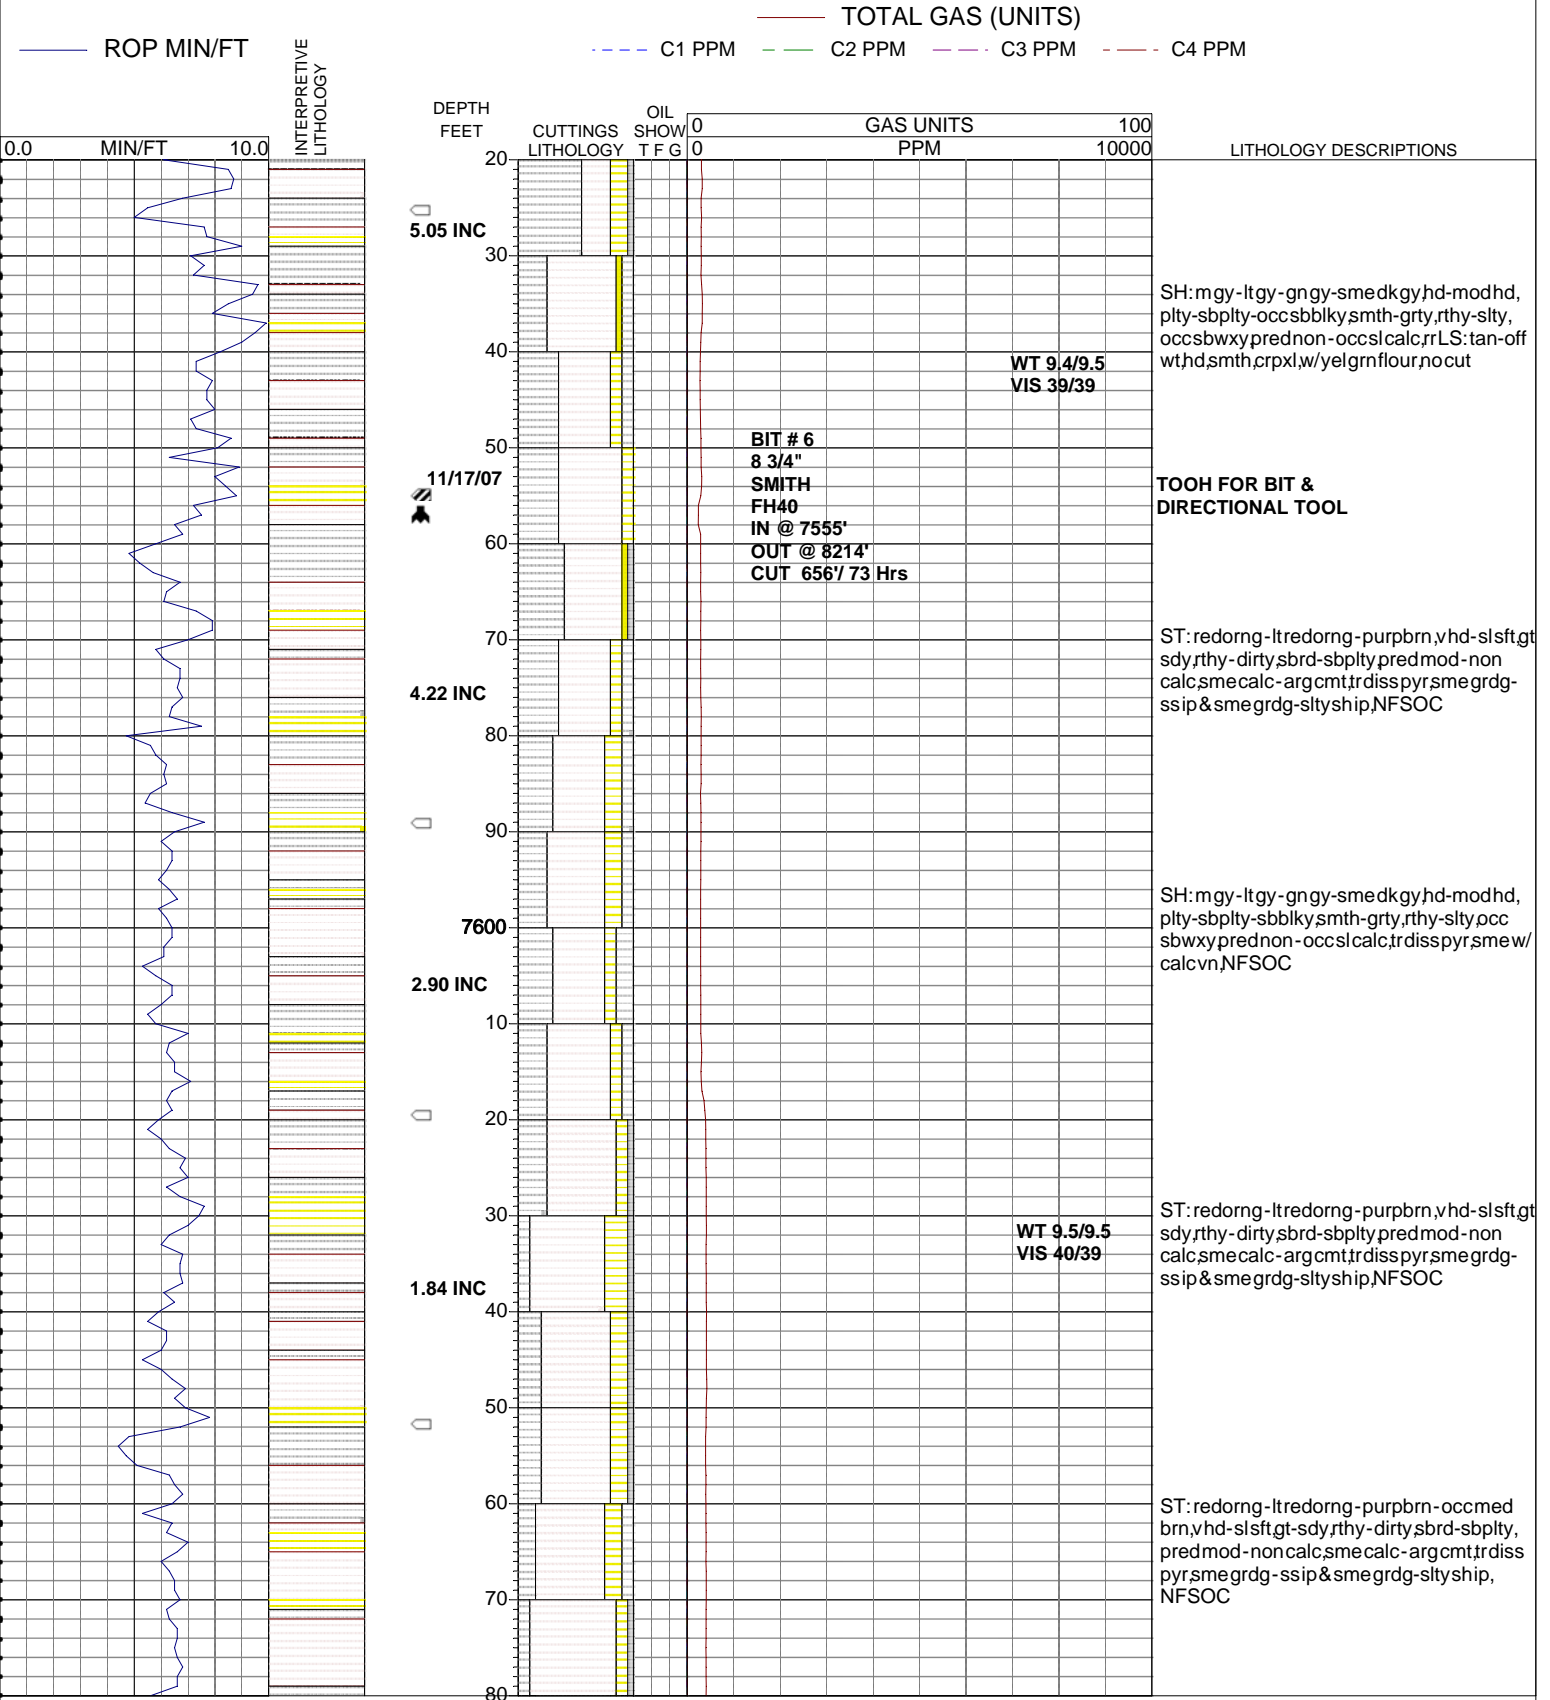 TOTAL GAS (UNITS)
ROP MIN/FT
C1 PPM C2 PPM C3 PPM C4 PPM
INTERPRETIVE
LITHOLOGY
DEPTH
FEET
CUTTINGS
LITHOLOGY
OIL
SHOW
T F G
0 GAS UNITS 100
0.0 MIN/FT 10.0
0 PPM 10000
LITHOLOGY DESCRIPTIONS
20
5.05 INC
30
SH:mgy-ltgy-gngy-smedkgy,hd-modhd,
plty-sbplty-occsbblky,smth-grty,rthy-slty,
occsbwxy,prednon-occslcalc,rrLS:tan-off
wt,hd,smth,crpxl,w/yelgrnflour,nocut
40
WT 9.4/9.5
VIS 39/39
50
BIT # 6
8 3/4"
SMITH
FH40
IN @ 7555'
OUT @ 8214'
CUT 656'/ 73 Hrs
11/17/07
TOOH FOR BIT &
DIRECTIONAL TOOL
60
70
ST:redorng-ltredorng-purpbrn,vhd-slsft,gt
sdy,rthy-dirty,sbrd-sbplty,predmod-non
calc,smecalc-argcmt,trdisspyr,smegrdg-
ssip&smegrdg-sltyship,NFSOC
4.22 INC
80
90
SH:mgy-ltgy-gngy-smedkgy,hd-modhd,
plty-sbplty-sbblky,smth-grty,rthy-slty,occ
sbwxy,prednon-occslcalc,trdisspyr,smew/
calcvn,NFSOC
7600
2.90 INC
10
20
30
ST:redorng-ltredorng-purpbrn,vhd-slsft,gt
sdy,rthy-dirty,sbrd-sbplty,predmod-non
calc,smecalc-argcmt,trdisspyr,smegrdg-
ssip&smegrdg-sltyship,NFSOC
WT 9.5/9.5
VIS 40/39
1.84 INC
40
50
60
ST:redorng-ltredorng-purpbrn-occmed
brn,vhd-slsft,gt-sdy,rthy-dirty,sbrd-sbplty,
predmod-noncalc,smecalc-argcmt,trdiss
pyr,smegrdg-ssip&smegrdg-sltyship,
NFSOC
70
80